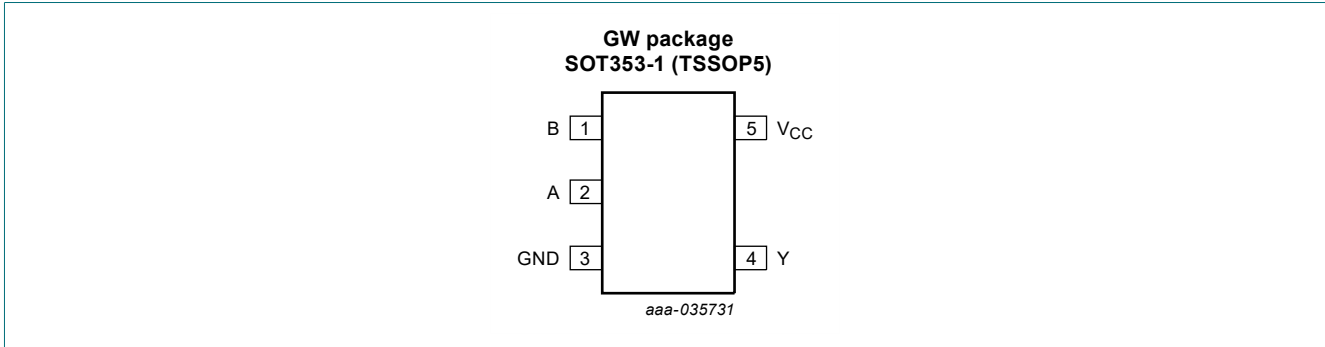 GW package
SOT353-1 (TSSOP5)
B 1 5 VCC
A 2
GND 3 4 Y
aaa-035731